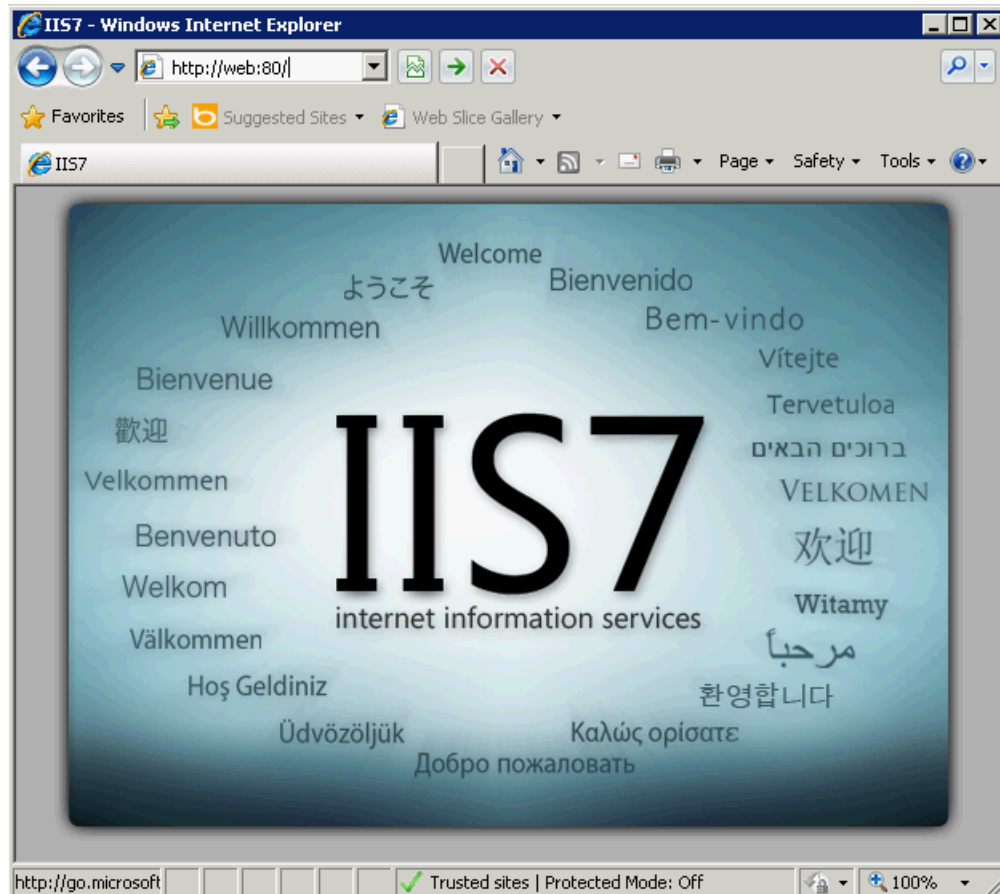 IIS7 - Windows Internet Explorer
http://web:80/
Favorites Suggested Sites Web Slice Gallery
IIS7 Page Safety Tools
Welcome
ようこそ Bienvenido
Willkommen Bem-vindo
Vítejte
Bienvenue
Tervetuloa
歡迎
ברוכים הבאים
Velkommen
VELKOMEN
Benvenuto
欢迎
IIS7
Welkom
Witamy
internet information services
Välkommen
مرحباً
Hoş Geldiniz
환영합니다
Üdvözöljük Καλώς ορίσατε
Добро пожаловать
http://go.microsoft Trusted sites | Protected Mode: Off 100%